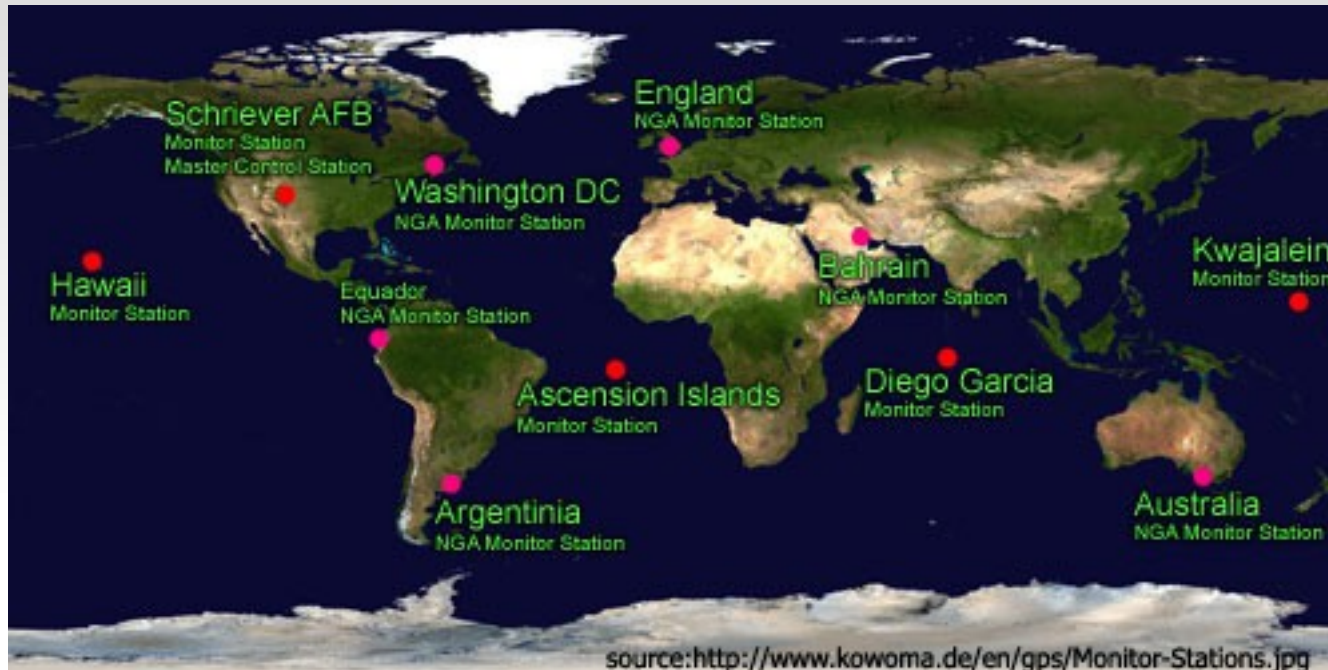 England
NGA Monitor Station
Schriever AFB
Monitor Station
Master Control Station
Washington DC
NGA Monitor Station
Kwajalein
Monitor Station
Bahrain
NGA Monitor Station
Hawaii
Monitor Station
Equador
NGA Monitor Station
Diego Garcia
Monitor Station
Ascension Islands
Monitor Station
Australia
NGA Monitor Station
Argentinia
NGA Monitor Station
source:http://www.kowoma.de/en/gps/Monitor-Stations.jpg